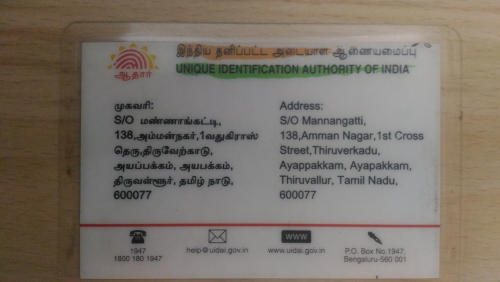 இந்திய தனிப்பட்ட அடையாள ஆணையமைப்பு
UNIQUE IDENTIFICATION AUTHORITY OF INDIA
ஆதார்
முகவரி:
S/O மண்ணாங்கட்டி,
138,அம்மன்நகர்,1வதுகிராஸ்
தெரு,திருவேற்காடு,
அயப்பக்கம், அயபக்கம்,
திருவள்ளூர், தமிழ் நாடு,
600077
Address:
S/O Mannangatti,
138,Amman Nagar,1st Cross
Street,Thiruverkadu,
Ayappakkam, Ayapakkam,
Thiruvallur, Tamil Nadu,
600077
1947
1800 180 1947
help@uidai.gov.in
www
www.uidai.gov.in
P.O. Box No.1947,
Bengaluru-560 001